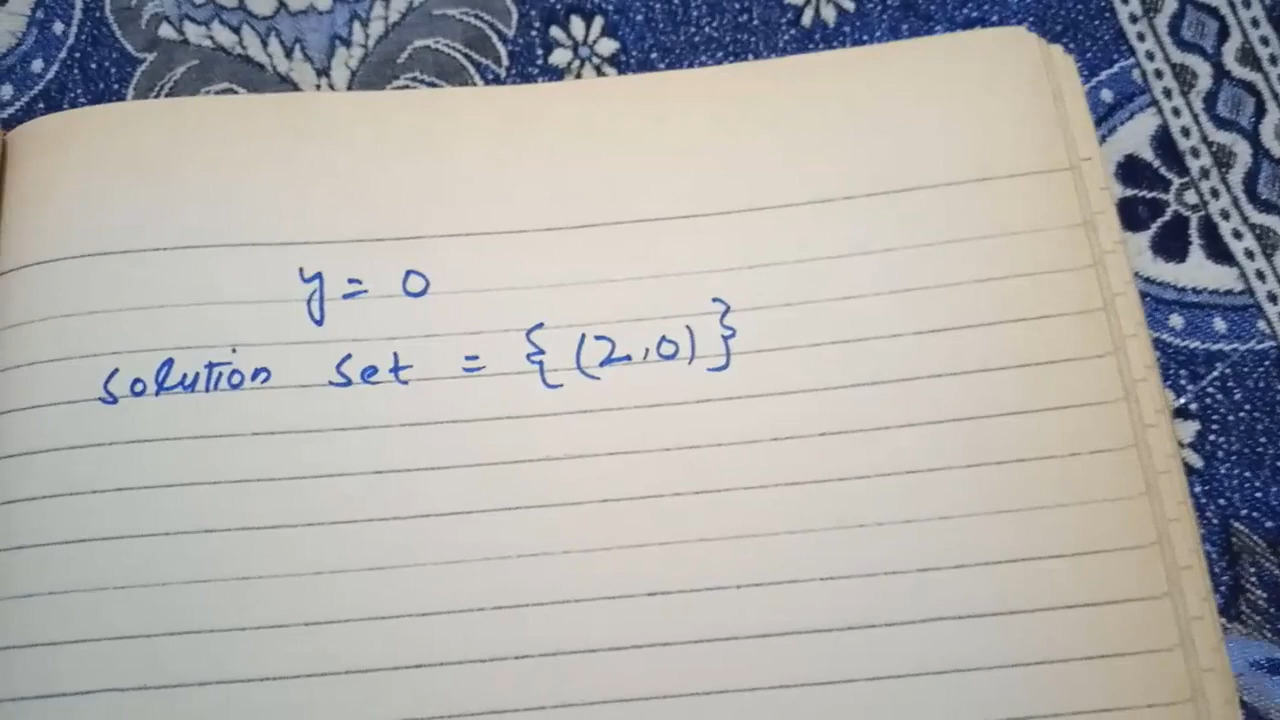 y = 0
solution set = {(2,0)}